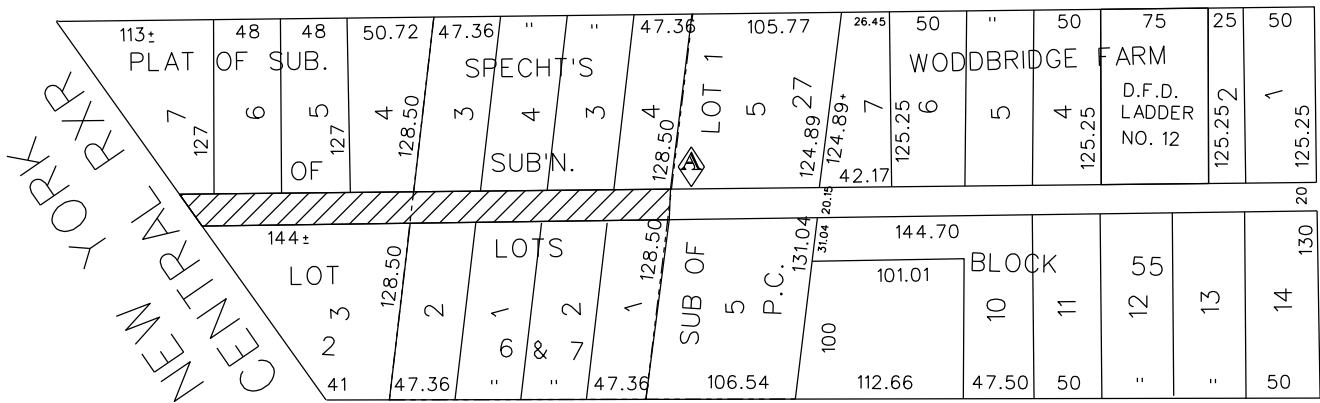 113± 48 48 50.72 47.36 " " 47.36 105.77 26.45 50 " 50 75 25 50
PLAT OF SUB. SPECHT'S WODDBRIDGE FARM
7 6 5 4 3 4 3 4 LOT 1 5 27 7 6 5 4 D.F.D. 2 1
LADDER
NO. 12
127 127 128.50 128.50 124.89 124.89+ 125.25 125.25 125.25 125.25
OF SUB'N. A 42.17
NEW YORK
CENTRAL RXR
20.15 20
144± 128.50 128.50 131.04 31.04 144.70 130
LOT LOTS SUB OF P.C. BLOCK 55
101.01
3 2 1 2 1 5 10 11 12 13 14
2 6 & 7 100
41 47.36 " " 47.36 106.54 112.66 47.50 50 " " 50